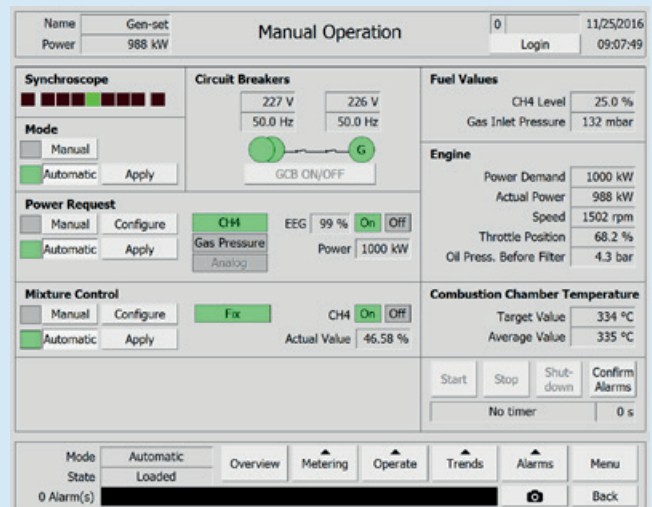 Name Gen-set
Power 988 kW
Manual Operation
0
Login
11/25/2016
09:07:49
Synchroscope
Mode
Manual
Automatic Apply
Circuit Breakers
227 V 226 V
50.0 Hz 50.0 Hz
G
GCB ON/OFF
Fuel Values
CH4 Level 25.0 %
Gas Inlet Pressure 132 mbar
Engine
Power Demand 1000 kW
Actual Power 988 kW
Speed 1502 rpm
Throttle Position 68.2 %
Oil Press. Before Filter 4.3 bar
Power Request
Manual Configure CH4 EEG 99 % On Off
Automatic Apply Gas Pressure Power 1000 kW
Analog
Mixture Control
Manual Configure Fix CH4 On Off
Automatic Apply Actual Value 46.58 %
Combustion Chamber Temperature
Target Value 334 ºC
Average Value 335 ºC
Start Stop Shut-
down
Confirm
Alarms
No timer 0 s
Mode Automatic
State Loaded
0 Alarm(s)
Overview Metering Operate Trends Alarms Menu
Back